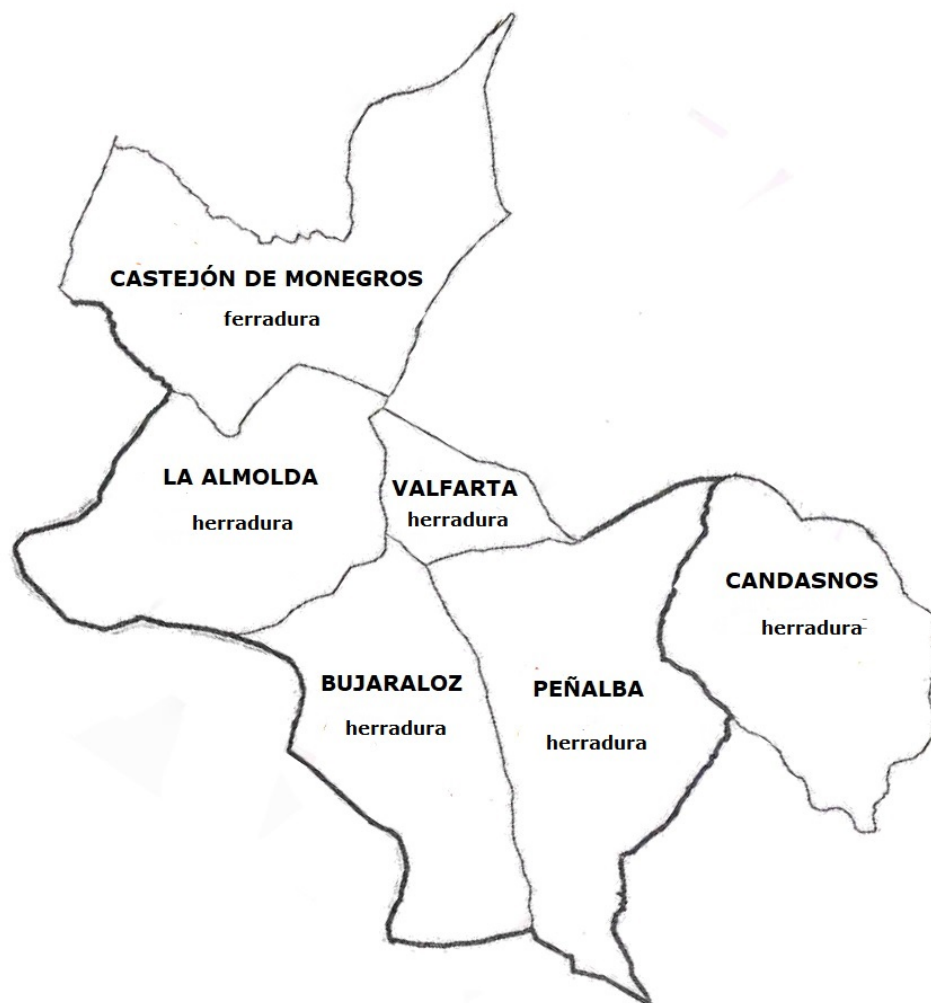 CASTEJÓN DE MONEGROS
ferradura
LA ALMOLDA
herradura
VALFARTA
herradura
CANDASNOS
herradura
BUJARALOZ
herradura
PEÑALBA
herradura